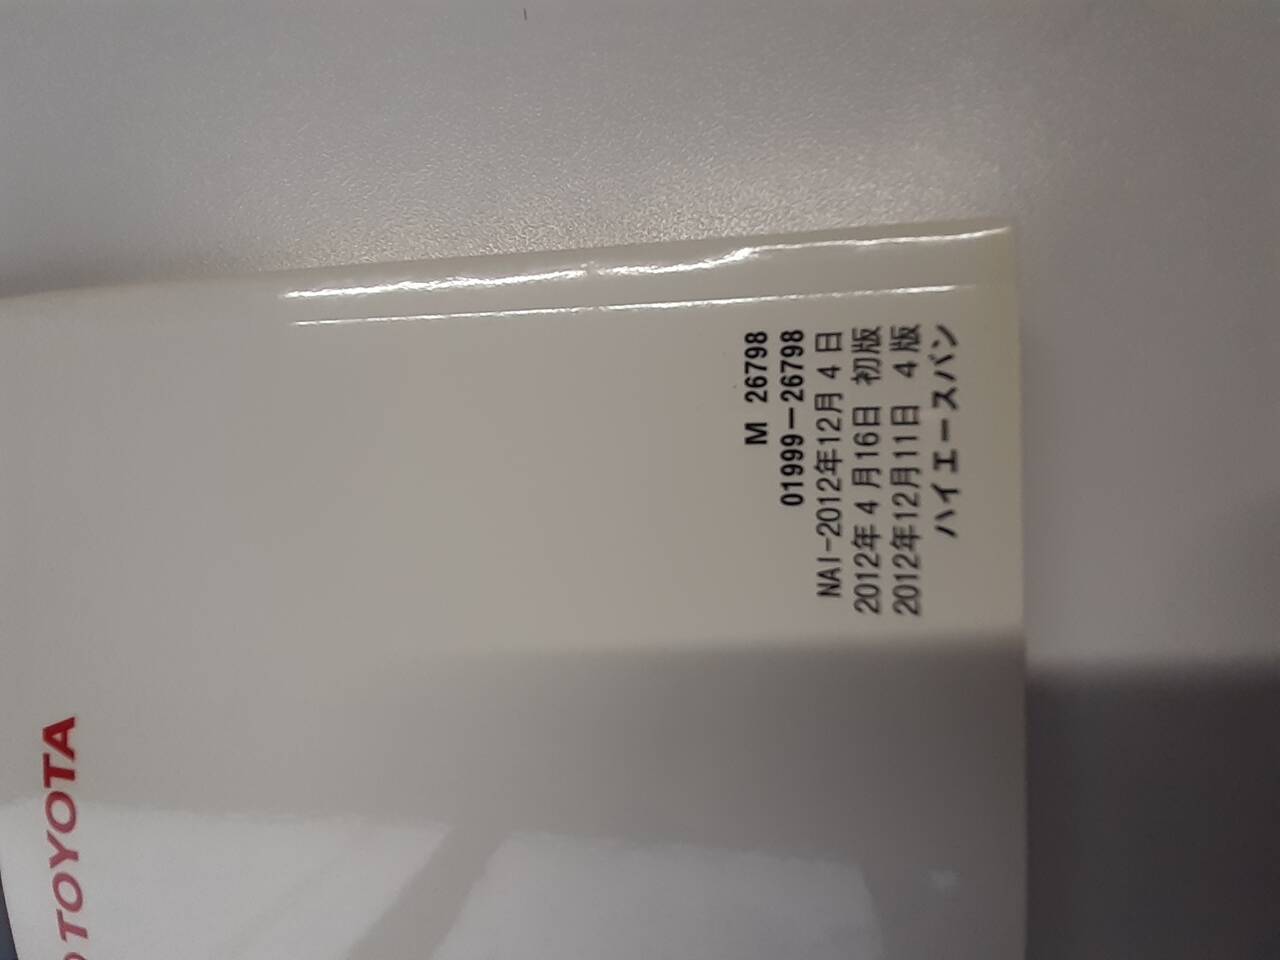 M 26798
01999-26798
NAI-2012年12月4日
2012年4月16日 初版
2012年12月11日 4版
ハイエースバン
TOYOTA